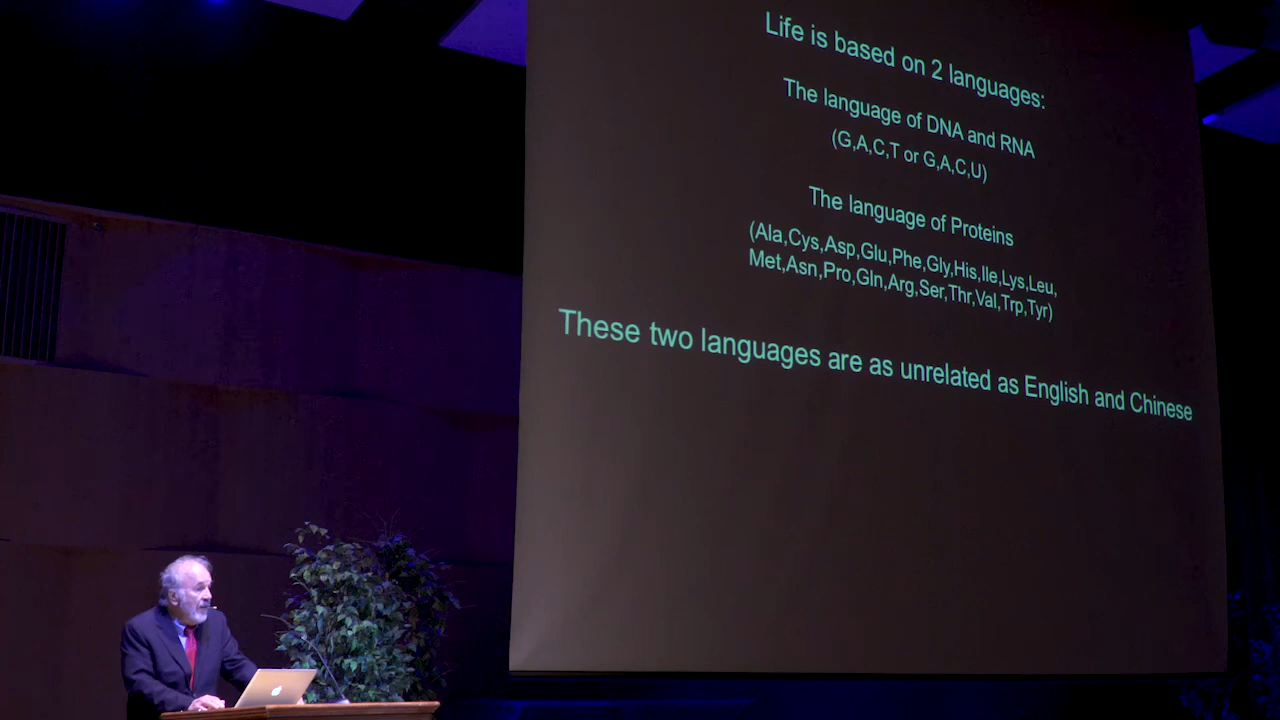 Life is based on 2 languages:
The language of DNA and RNA
(G,A,C,T or G,A,C,U)
The language of Proteins
(Ala,Cys,Asp,Glu,Phe,Gly,His,Ile,Lys,Leu,
Met,Asn,Pro,Gln,Arg,Ser,Thr,Val,Trp,Tyr)
These two languages are as unrelated as English and Chinese